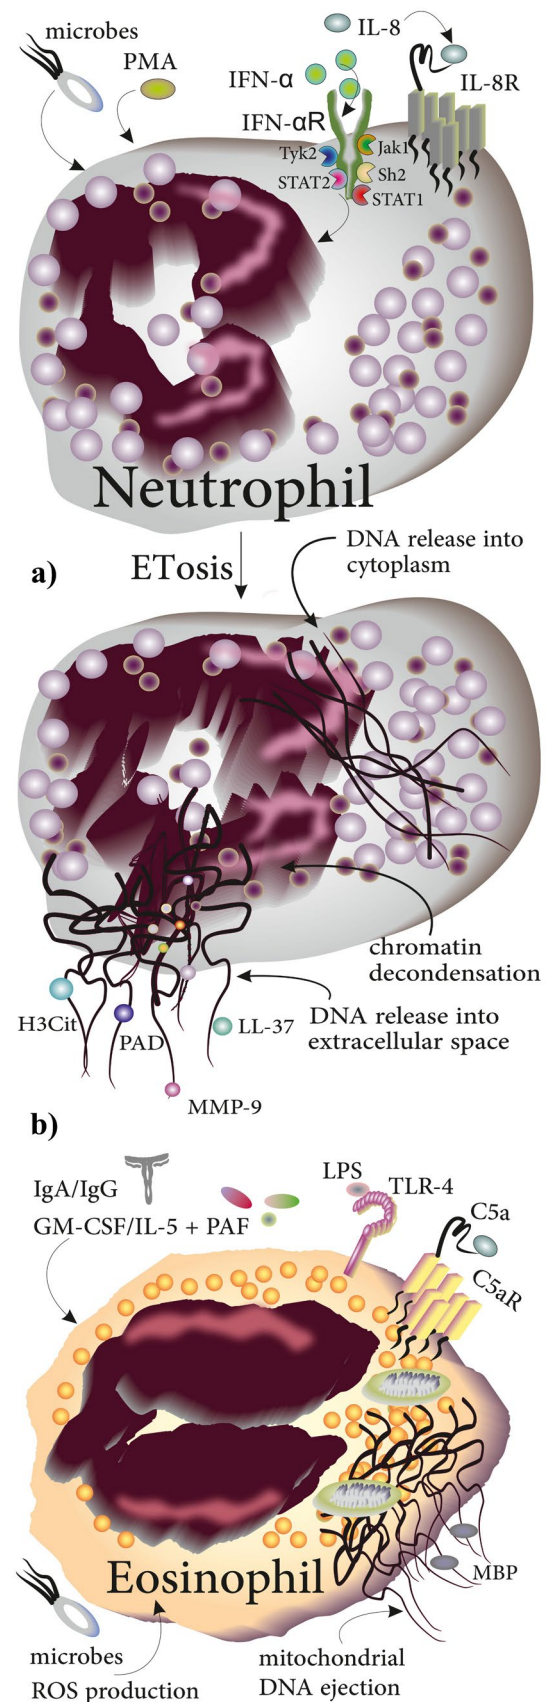 microbes
PMA
IL-8
IFN-α
IL-8R
IFN-αR
Tyk2
Jak1
STAT2
Sh2
STAT1
Neutrophil
a)
ETosis
DNA release into
cytoplasm
chromatin
decondensation
H3Cit
PAD
LL-37
DNA release into
extracellular space
MMP-9
b)
IgA/IgG
GM-CSF/IL-5 + PAF
LPS
TLR-4
C5a
C5aR
Eosinophil
MBP
microbes
ROS production
mitochondrial
DNA ejection